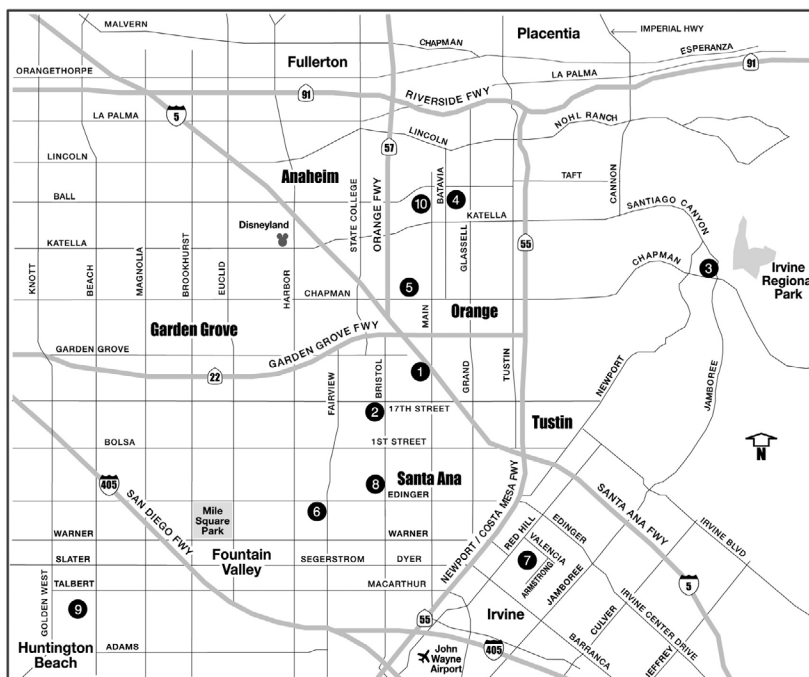 MALVERN
CHAPMAN
Placentia
IMPERIAL HWY
Fullerton
ESPERANZA
ORANGETHORPE
LA PALMA
91
91
RIVERSIDE FWY
LA PALMA
5
NOHL RANCH
LINCOLN
57
LINCOLN
Anaheim
TAFT
BALL
10
BATAVIA
4
CANNON
SANTIAGO CANYON
KATELLA
Disneyland
STATE COLLEGE
ORANGE FWY
GLASSELL
55
KATELLA
CHAPMAN
3
Irvine
Regional
Park
KNOTT
BEACH
MAGNOLIA
BROOKHURST
EUCLID
HARBOR
CHAPMAN
5
MAIN
Orange
Garden Grove
GARDEN GROVE FWY
GARDEN GROVE
22
FAIRVIEW
BRISTOL
1
GRAND
TUSTIN
NEWPORT
JAMBOREE
2
17TH STREET
Tustin
BOLSA
1ST STREET
N
405
8
Santa Ana
EDINGER
SAN DIEGO FWY
Mile
Square
Park
6
NEWPORT / COSTA MESA FWY
SANTA ANA FWY
WARNER
WARNER
RED HILL
EDINGER
IRVINE BLVD
SLATER
Fountain
Valley
SEGERSTROM
DYER
VALENCIA
7
ARMSTRONG
JAMBOREE
TALBERT
MACARTHUR
5
GOLDEN WEST
9
55
Irvine
CULVER
IRVINE CENTER DRIVE
Huntington
Beach
ADAMS
John
Wayne
Airport
405
BARRANCA
JEFFREY